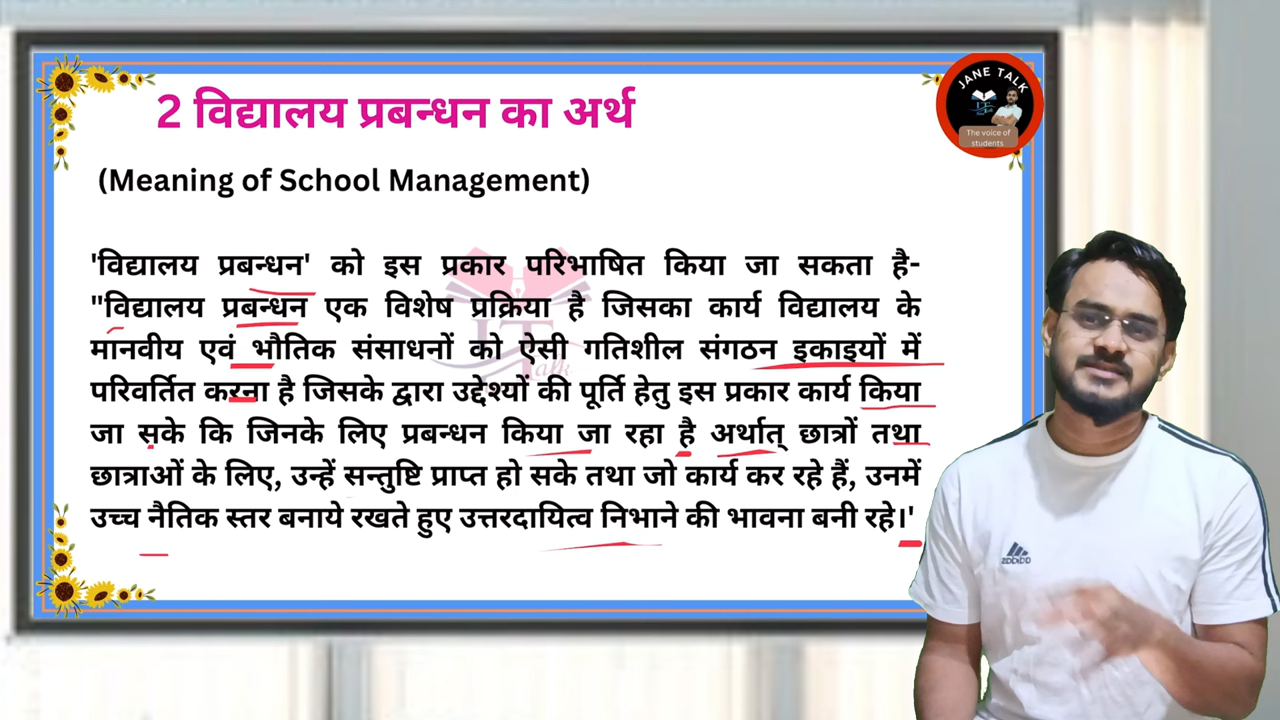 2 विद्यालय प्रबन्धन का अर्थ
JANE TALK
The voice of
students
(Meaning of School Management)
'विद्यालय प्रबन्धन' को इस प्रकार परिभाषित किया जा सकता है-
"विद्यालय प्रबन्धन एक विशेष प्रक्रिया है जिसका कार्य विद्यालय के
मानवीय एवं भौतिक संसाधनों को ऐसी गतिशील संगठन इकाइयों में
परिवर्तित करना है जिसके द्वारा उद्देश्यों की पूर्ति हेतु इस प्रकार कार्य किया
जा सके कि जिनके लिए प्रबन्धन किया जा रहा है अर्थात् छात्रों तथा
छात्राओं के लिए, उन्हें सन्तुष्टि प्राप्त हो सके तथा जो कार्य कर रहे हैं, उनमें
उच्च नैतिक स्तर बनाये रखते हुए उत्तरदायित्व निभाने की भावना बनी रहे।'